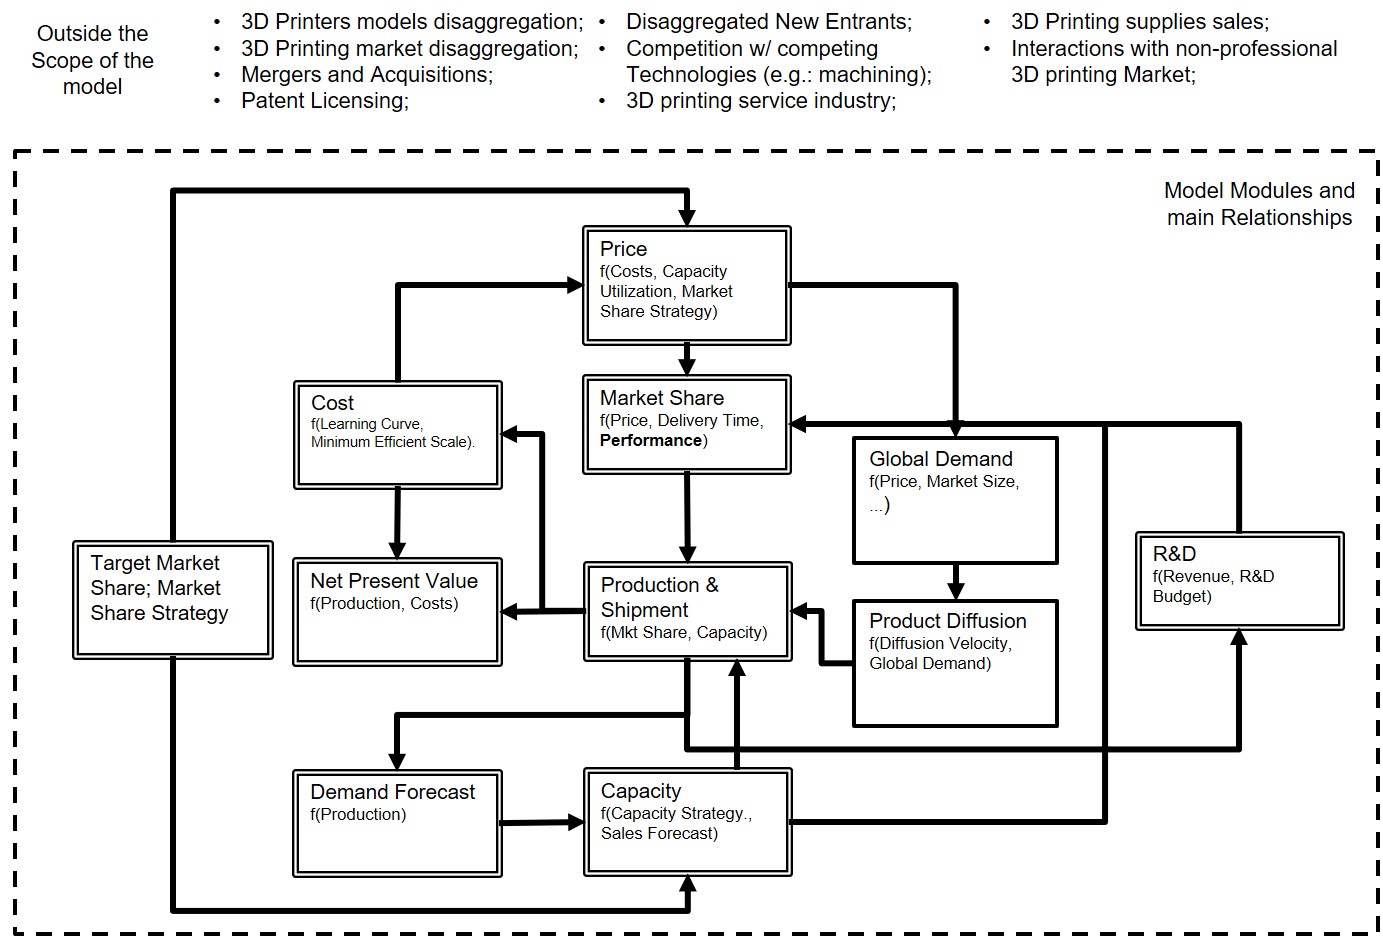 Outside the
Scope of the
model
• 3D Printers models disaggregation;
• 3D Printing market disaggregation;
• Mergers and Acquisitions;
• Patent Licensing;
• Disaggregated New Entrants;
• Competition w/ competing
Technologies (e.g.: machining);
• 3D printing service industry;
• 3D Printing supplies sales;
• Interactions with non-professional
3D printing Market;
Model Modules and
main Relationships
Price
f(Costs, Capacity
Utilization, Market
Share Strategy)
Cost
f(Learning Curve,
Minimum Efficient Scale).
Market Share
f(Price, Delivery Time,
Performance)
Global Demand
f(Price, Market Size,
...)
Target Market
Share; Market
Share Strategy
Net Present Value
f(Production, Costs)
Production &
Shipment
f(Mkt Share, Capacity)
Product Diffusion
f(Diffusion Velocity,
Global Demand)
R&D
f(Revenue, R&D
Budget)
Demand Forecast
f(Production)
Capacity
f(Capacity Strategy.,
Sales Forecast)